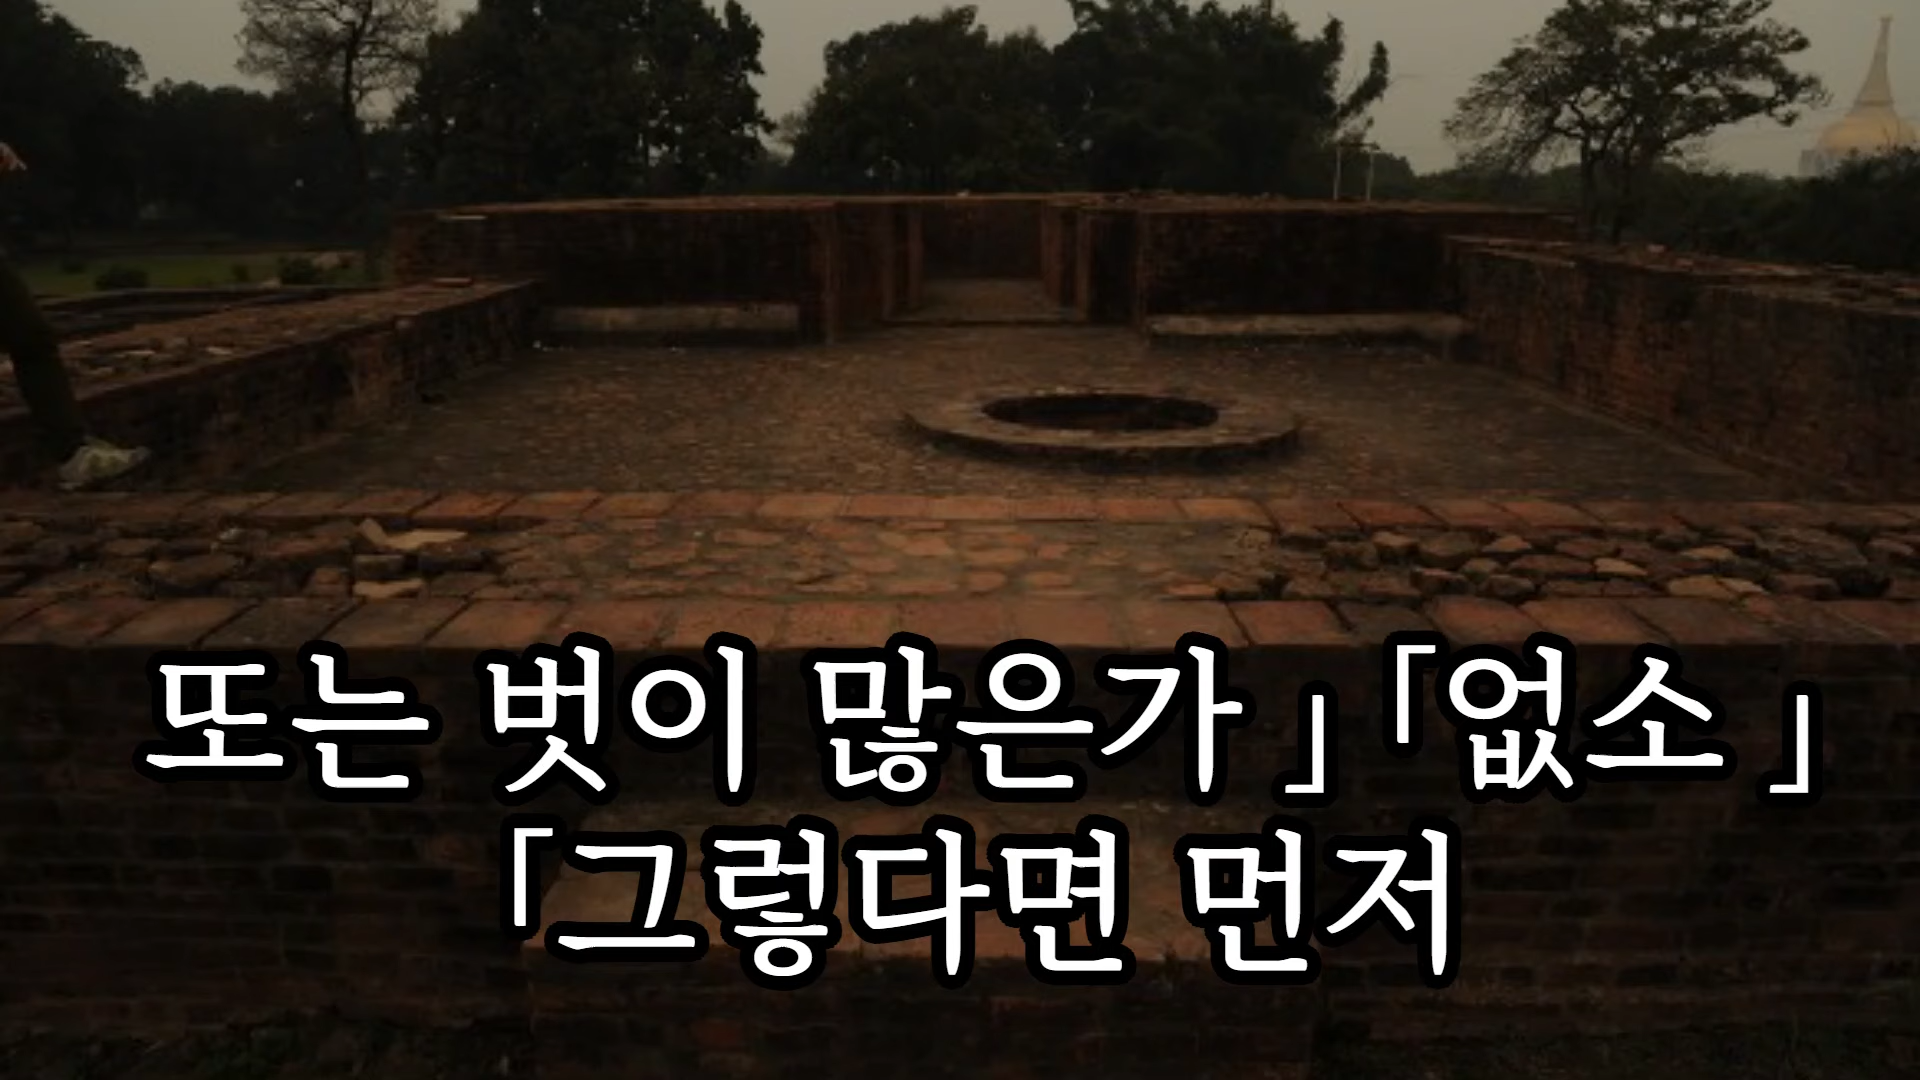 또는 벗이 많은가 」 「없소 」
「그렇다면 먼저